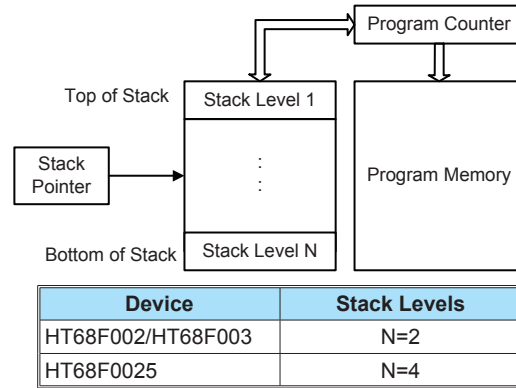 Program Counter
Top of Stack
Stack Level 1
:
:
Stack
Pointer
Program Memory
Bottom of Stack
Stack Level N
Device Stack Levels
HT68F002/HT68F003 N=2
HT68F0025 N=4